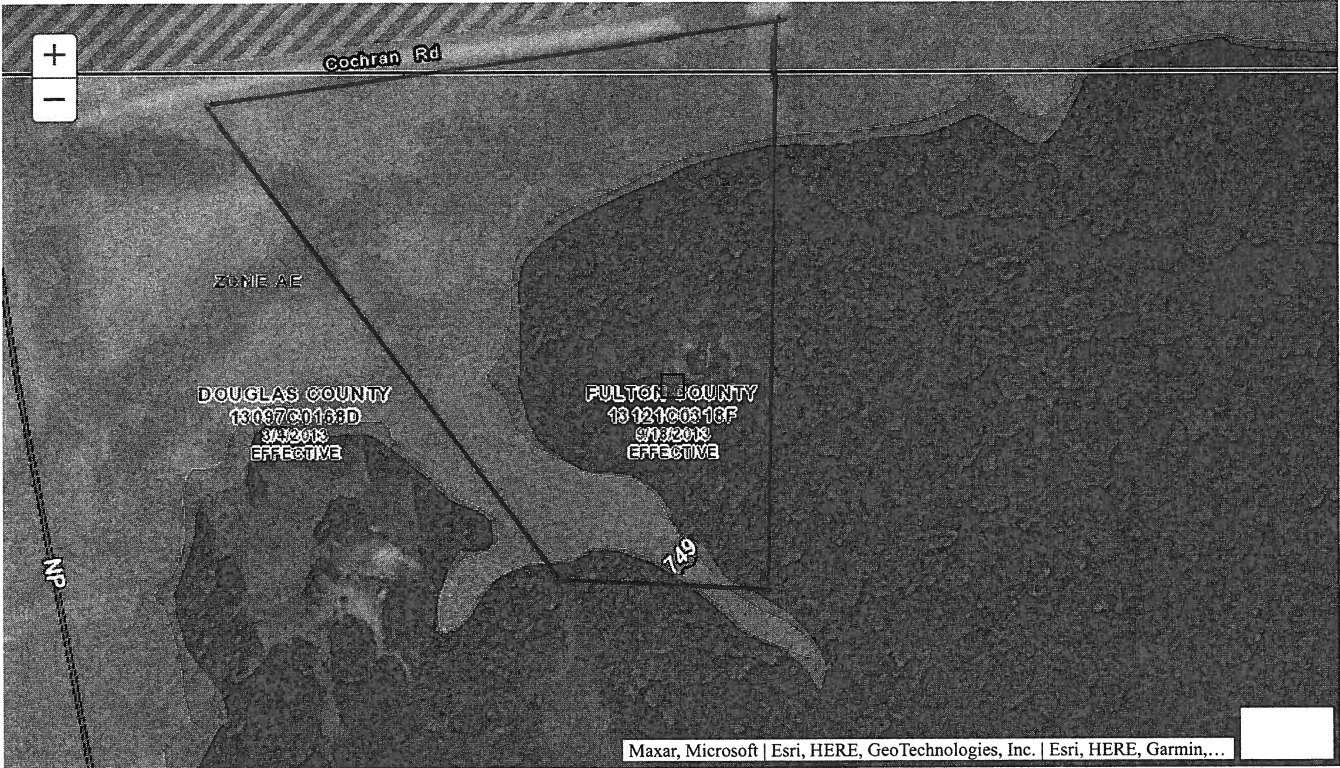 +
Cochran Rd
−
ZONE AE
DOUGLAS COUNTY
13097C0168D
3/4/2013
EFFECTIVE
FULTON COUNTY
13121C0318F
9/18/2013
EFFECTIVE
749
NP
Maxar, Microsoft | Esri, HERE, GeoTechnologies, Inc. | Esri, HERE, Garmin,…